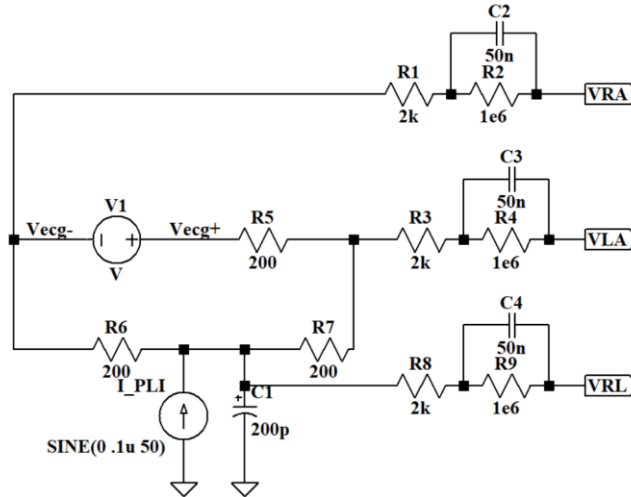 C2
50n
R1
R2
2k
1e6
VRA
C3
50n
V1
Vecg-
Vecg+
R5
R3
R4
V
200
2k
1e6
VLA
C4
50n
R6
R7
R8
R9
200
200
2k
1e6
VRL
I_PLI
+
C1
200p
SINE(0 .1u 50)